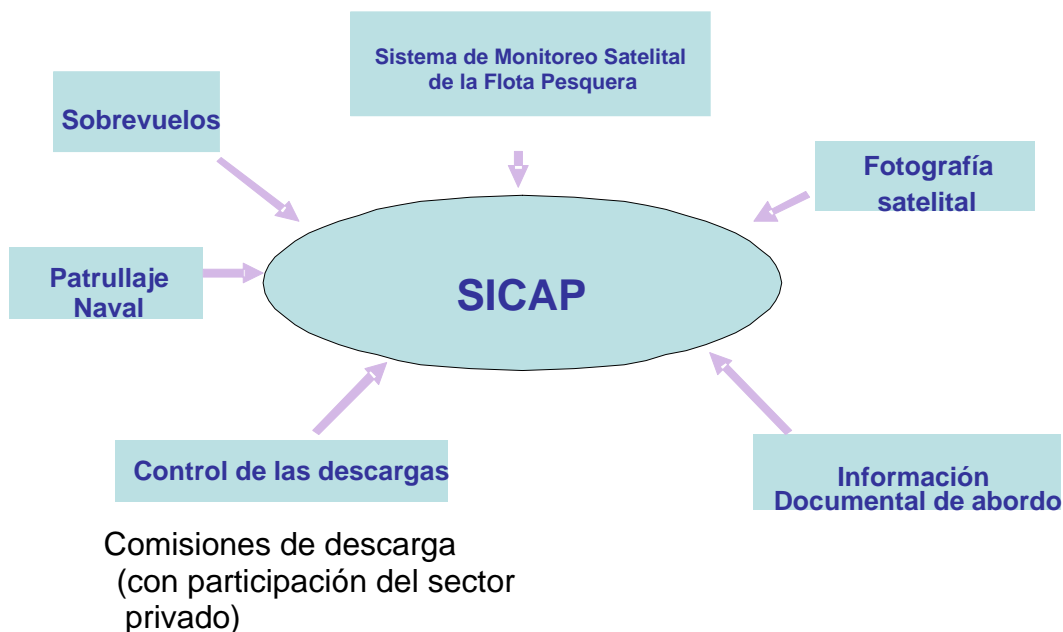 Sistema de Monitoreo Satelital
de la Flota Pesquera
Sobrevuelos
Fotografía
satelital
Patrullaje
Naval
SICAP
Control de las descargas
Información
Documental de abordo
Comisiones de descarga
(con participación del sector
privado)